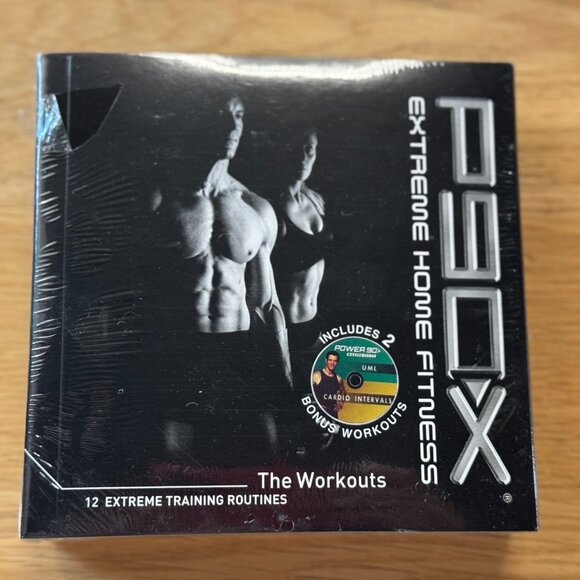 P90X®
EXTREME HOME FITNESS
INCLUDES 2
POWER 90
UML
CARDIO INTERVALS
BONUS WORKOUTS
The Workouts
12 EXTREME TRAINING ROUTINES